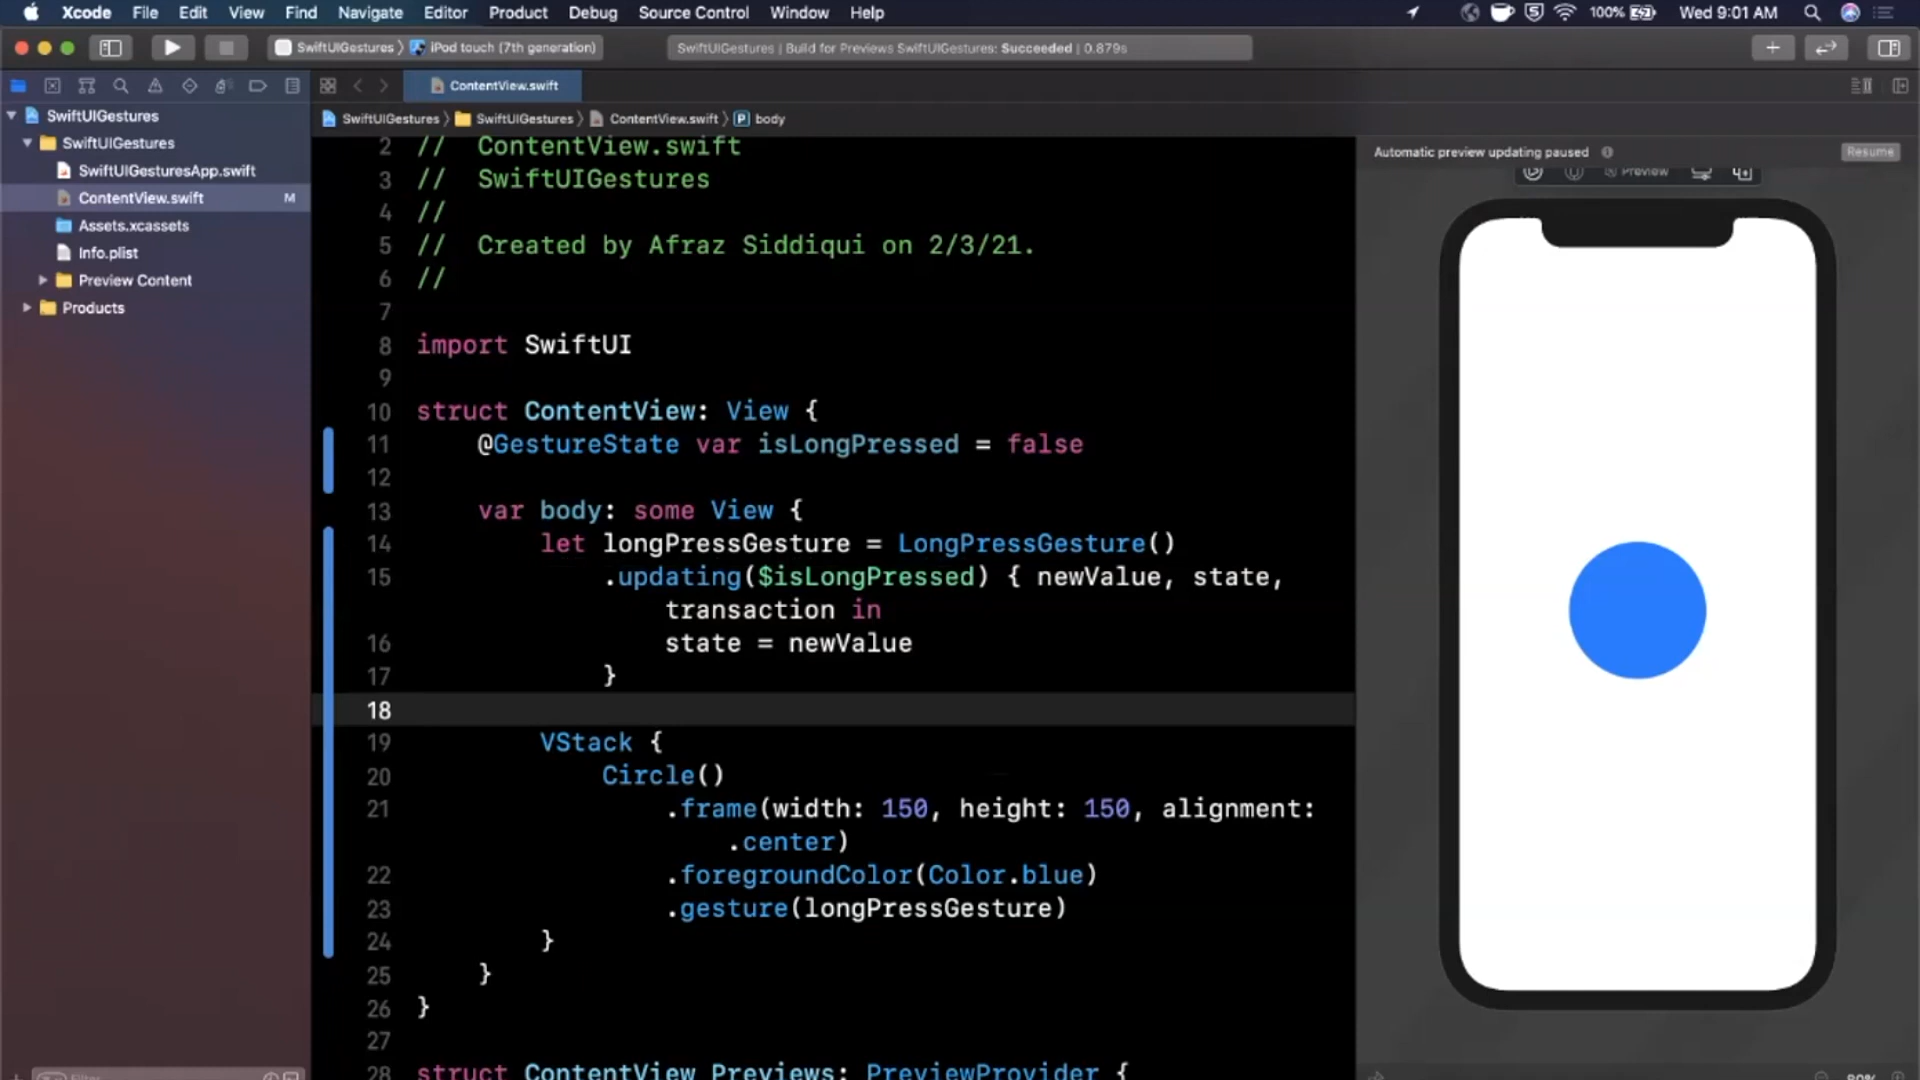 Xcode File Edit View Find Navigate Editor Product Debug Source Control Window Help 100% Wed 9:01 AM
SwiftUIGestures 〉 iPod touch (7th generation) SwiftUIGestures | Build for Previews SwiftUIGestures: Succeeded | 0.879s
ContentView.swift
SwiftUIGestures
SwiftUIGestures
SwiftUIGesturesApp.swift
ContentView.swift M
Assets.xcassets
Info.plist
Preview Content
Products
SwiftUIGestures 〉 SwiftUIGestures 〉 ContentView.swift 〉 P body
2 // ContentView.swift
3 // SwiftUIGestures
4 //
5 // Created by Afraz Siddiqui on 2/3/21.
6 //
7
8 import SwiftUI
9
10 struct ContentView: View {
11 @GestureState var isLongPressed = false
12
13 var body: some View {
14 let longPressGesture = LongPressGesture()
15 .updating($isLongPressed) { newValue, state,
transaction in
16 state = newValue
17 }
18
19 VStack {
20 Circle()
21 .frame(width: 150, height: 150, alignment:
.center)
22 .foregroundColor(Color.blue)
23 .gesture(longPressGesture)
24 }
25 }
26 }
27
28 struct ContentView_Previews: PreviewProvider {
Automatic preview updating paused Resume
Preview
Filter
80%